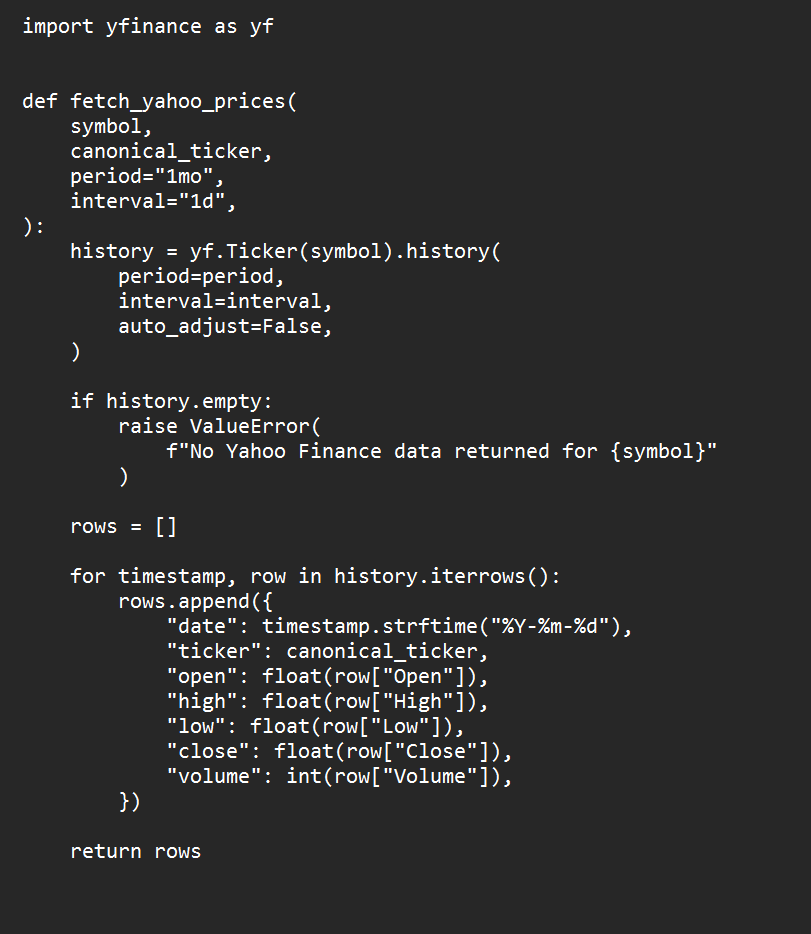 import yfinance as yf


def fetch_yahoo_prices(
    symbol,
    canonical_ticker,
    period="1mo",
    interval="1d",
):
    history = yf.Ticker(symbol).history(
        period=period,
        interval=interval,
        auto_adjust=False,
    )

    if history.empty:
        raise ValueError(
            f"No Yahoo Finance data returned for {symbol}"
        )

    rows = []

    for timestamp, row in history.iterrows():
        rows.append({
            "date": timestamp.strftime("%Y-%m-%d"),
            "ticker": canonical_ticker,
            "open": float(row["Open"]),
            "high": float(row["High"]),
            "low": float(row["Low"]),
            "close": float(row["Close"]),
            "volume": int(row["Volume"]),
        })

    return rows